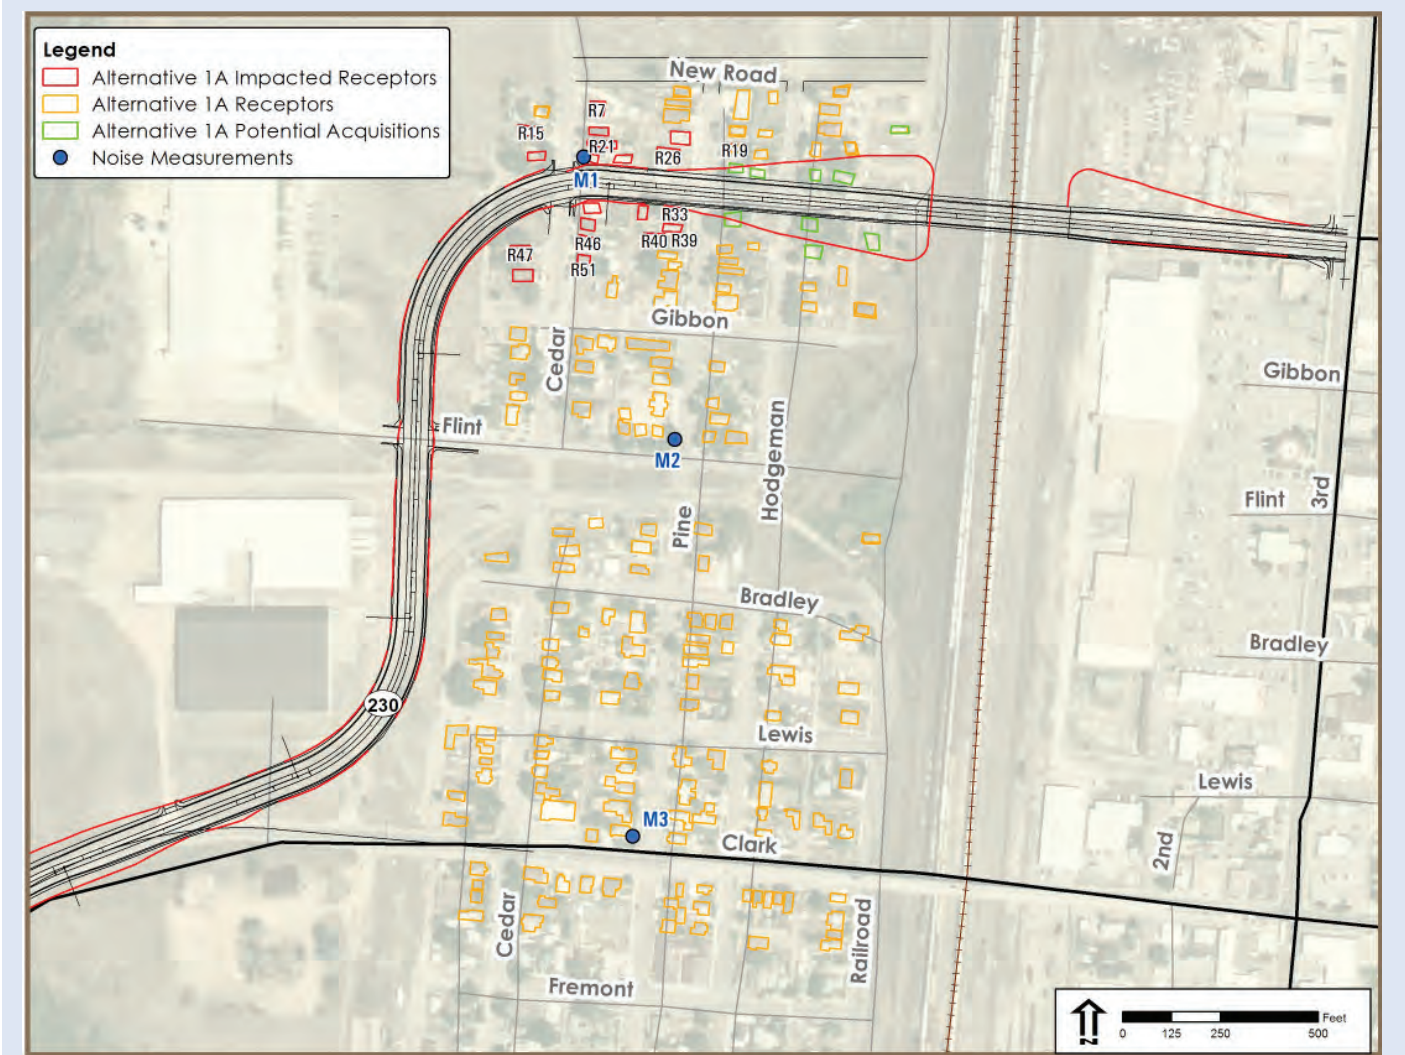 Legend
Alternative 1A Impacted Receptors
Alternative 1A Receptors
Alternative 1A Potential Acquisitions
Noise Measurements
New Road
R7
R15
R21
R26
R19
M1
R33
R46
R40
R39
R47
R51
Gibbon
Cedar
Gibbon
Flint
M2
Hodgeman
Pine
Flint
3rd
Bradley
Bradley
230
Lewis
Lewis
M3
Clark
2nd
Cedar
Railroad
Fremont
N
0
125
250
500
Feet